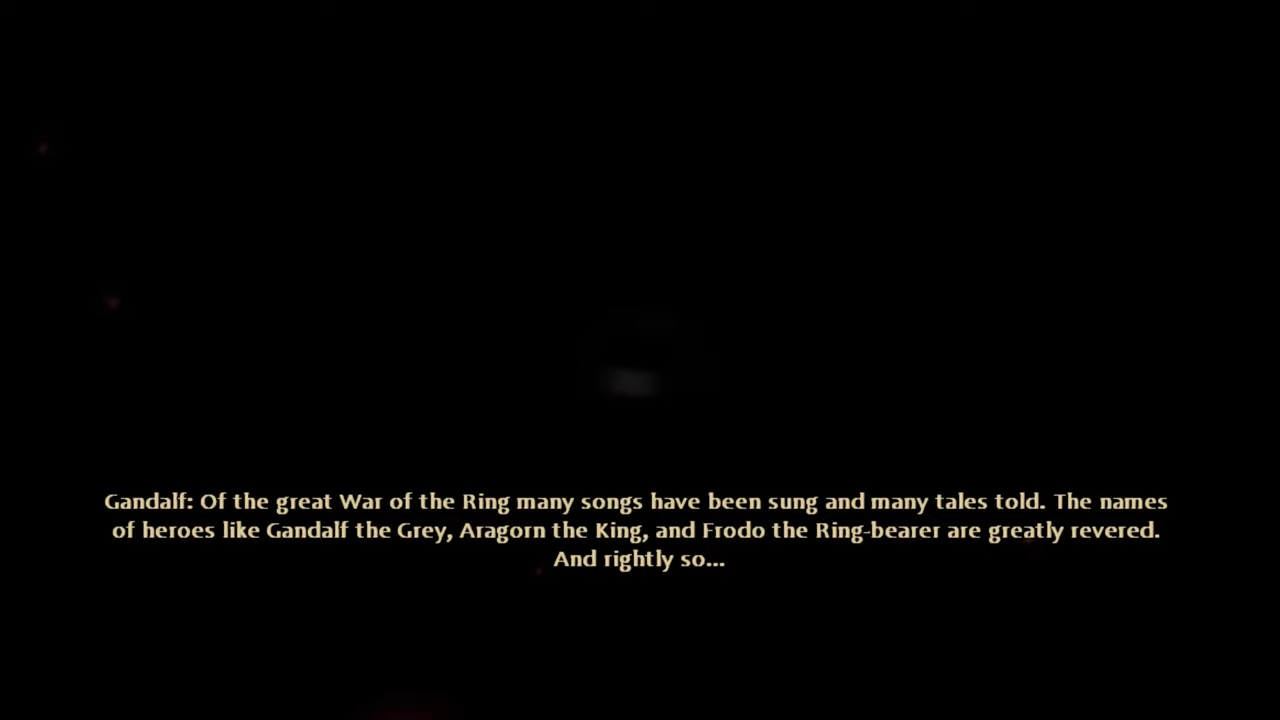 Gandalf: Of the great War of the Ring many songs have been sung and many tales told. The names
of heroes like Gandalf the Grey, Aragorn the King, and Frodo the Ring-bearer are greatly revered.
And rightly so...